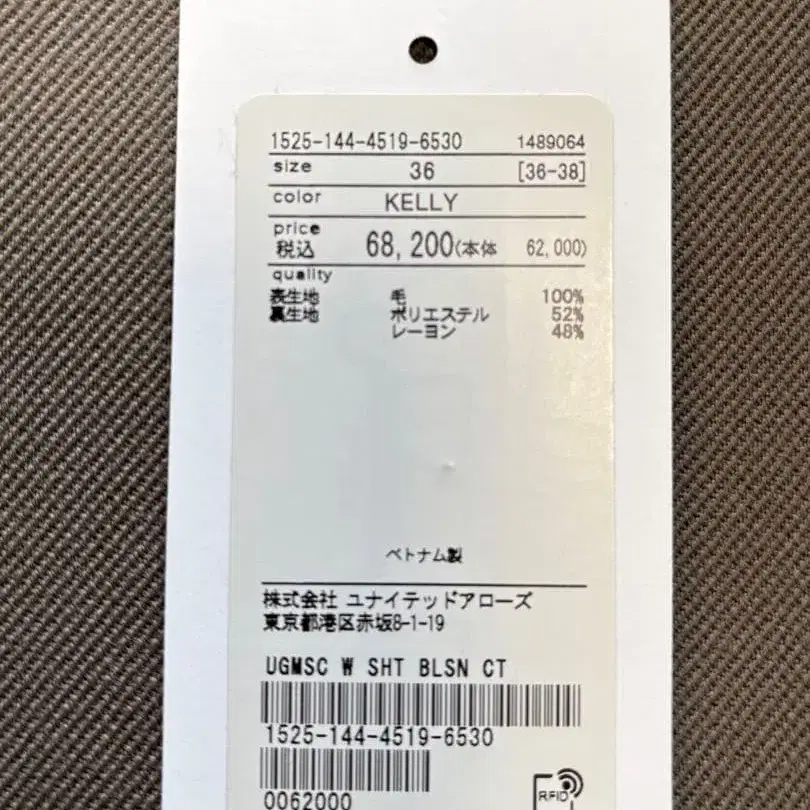 1525-144-4519-6530 1489064
size 36 [36-38]
color KELLY
price
税込 68,200(本体 62,000)
quality
表生地 毛 100%
裏生地 ポリエステル 52%
レーヨン 48%
ベトナム製
株式会社 ユナイテッドアローズ
東京都港区赤坂8-1-19
UGMSC W SHT BLSN CT
1525-144-4519-6530
0062000
RFID